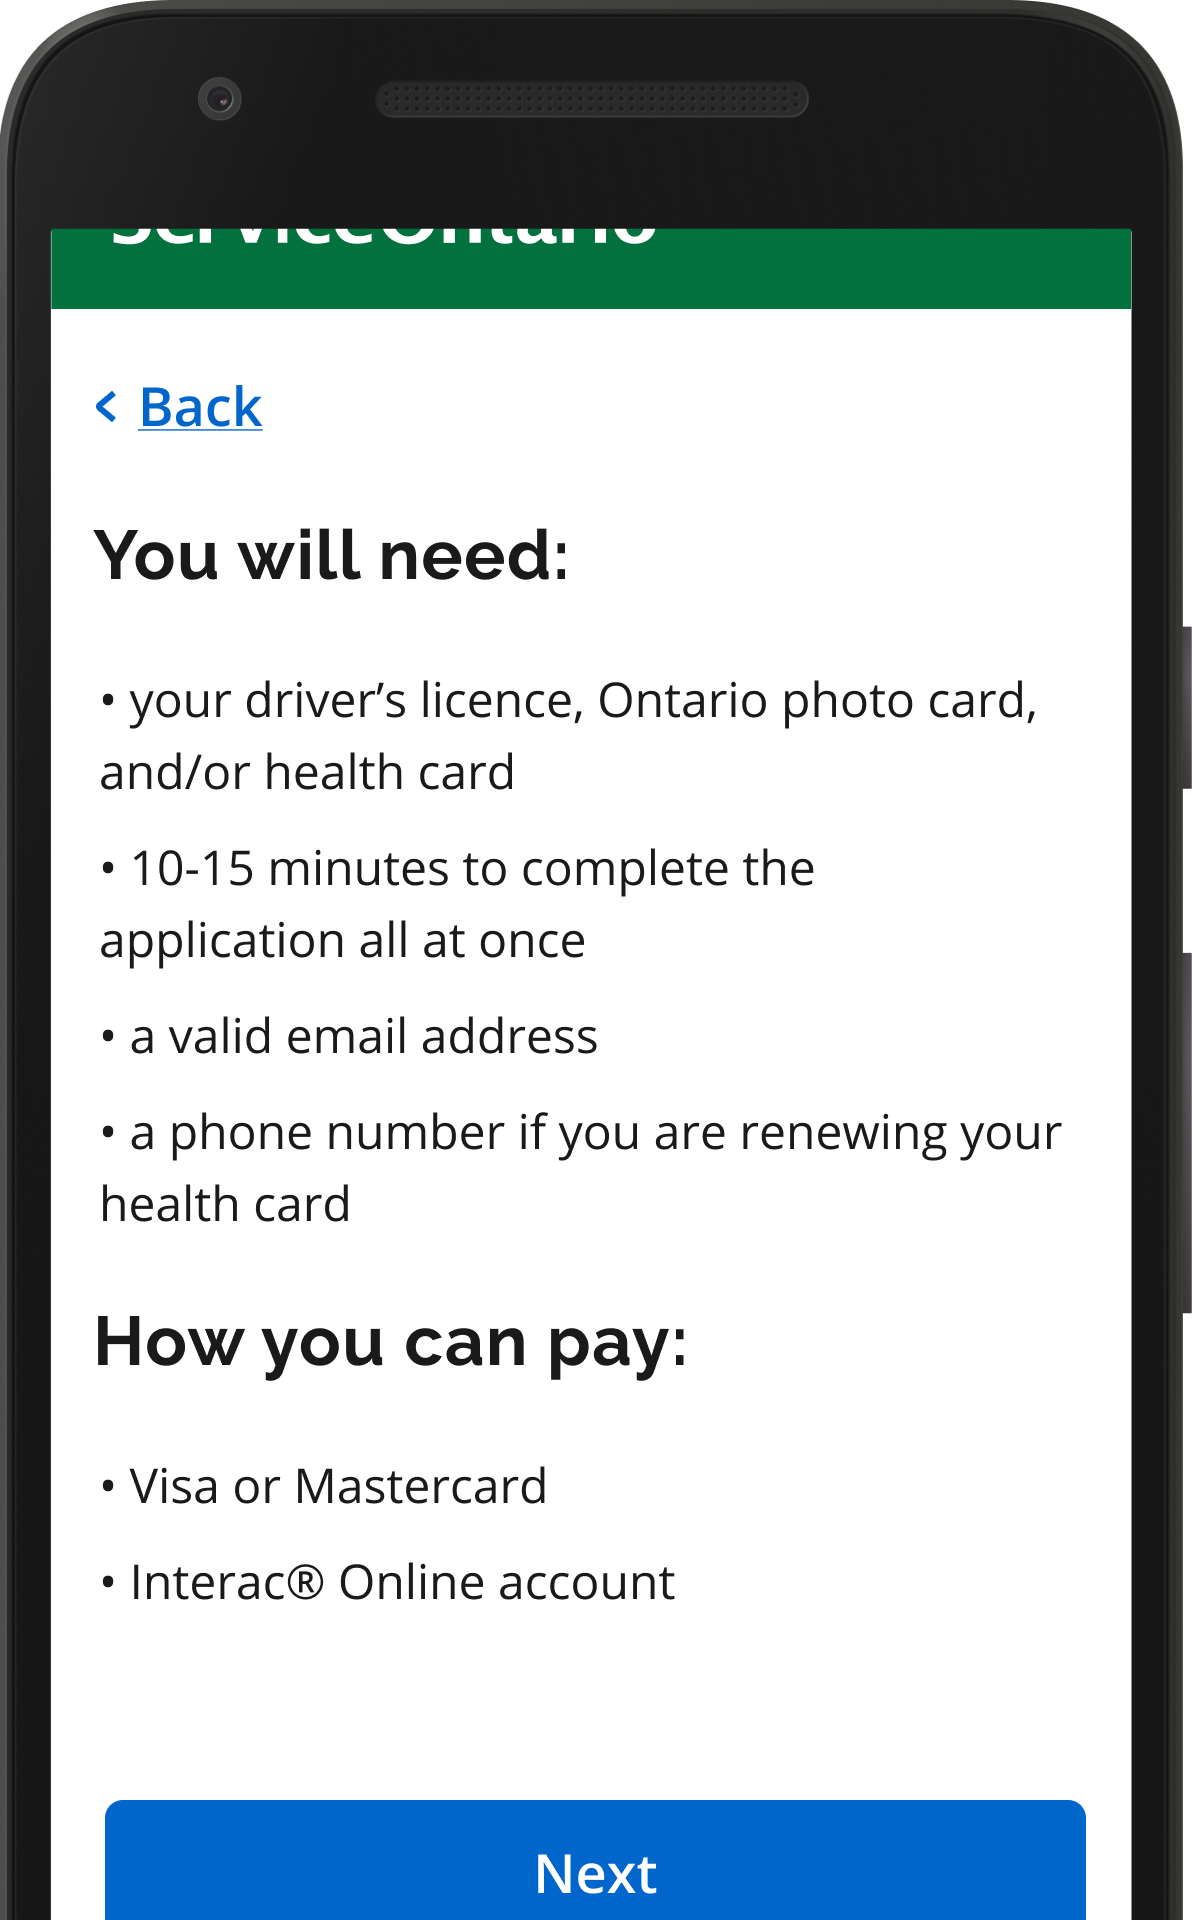 ServiceOntario
Back
You will need:
• your driver’s licence, Ontario photo card,
and/or health card
• 10-15 minutes to complete the
application all at once
• a valid email address
• a phone number if you are renewing your
health card
How you can pay:
• Visa or Mastercard
• Interac® Online account
Next